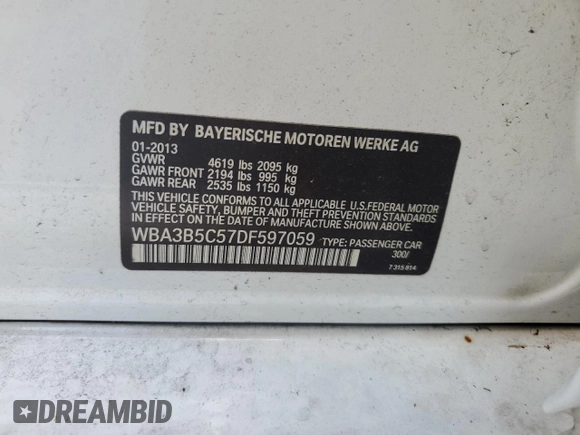 MFD BY BAYERISCHE MOTOREN WERKE AG
01-2013
GVWR 4619 lbs 2095 kg
GAWR FRONT 2194 lbs 995 kg
GAWR REAR 2535 lbs 1150 kg
THIS VEHICLE CONFORMS TO ALL APPLICABLE U.S.FEDERAL MOTOR
VEHICLE SAFETY, BUMPER, AND THEFT PREVENTION
STANDARDS IN EFFECT ON THE DATE OF MANUFACTURE SHOWN ABOVE.
WBA3B5C57DF597059 TYPE: PASSENGER CAR
300/
7 315 814
DREAMBID